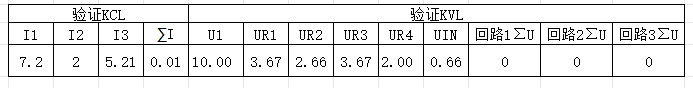 验证KCL 验证KVL
I1 I2 I3 ∑I U1 UR1 UR2 UR3 UR4 UIN 回路1∑U 回路2∑U 回路3∑U
7.2 2 5.21 0.01 10.00 3.67 2.66 3.67 2.00 0.66 0 0 0